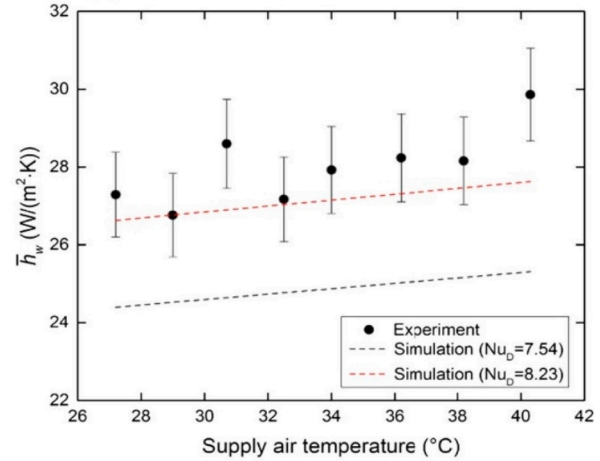 32
30
28
26
24
22
h̅w (W/(m²·K))
Experiment
Simulation (NuD=7.54)
Simulation (NuD=8.23)
26 28 30 32 34 36 38 40 42
Supply air temperature (°C)